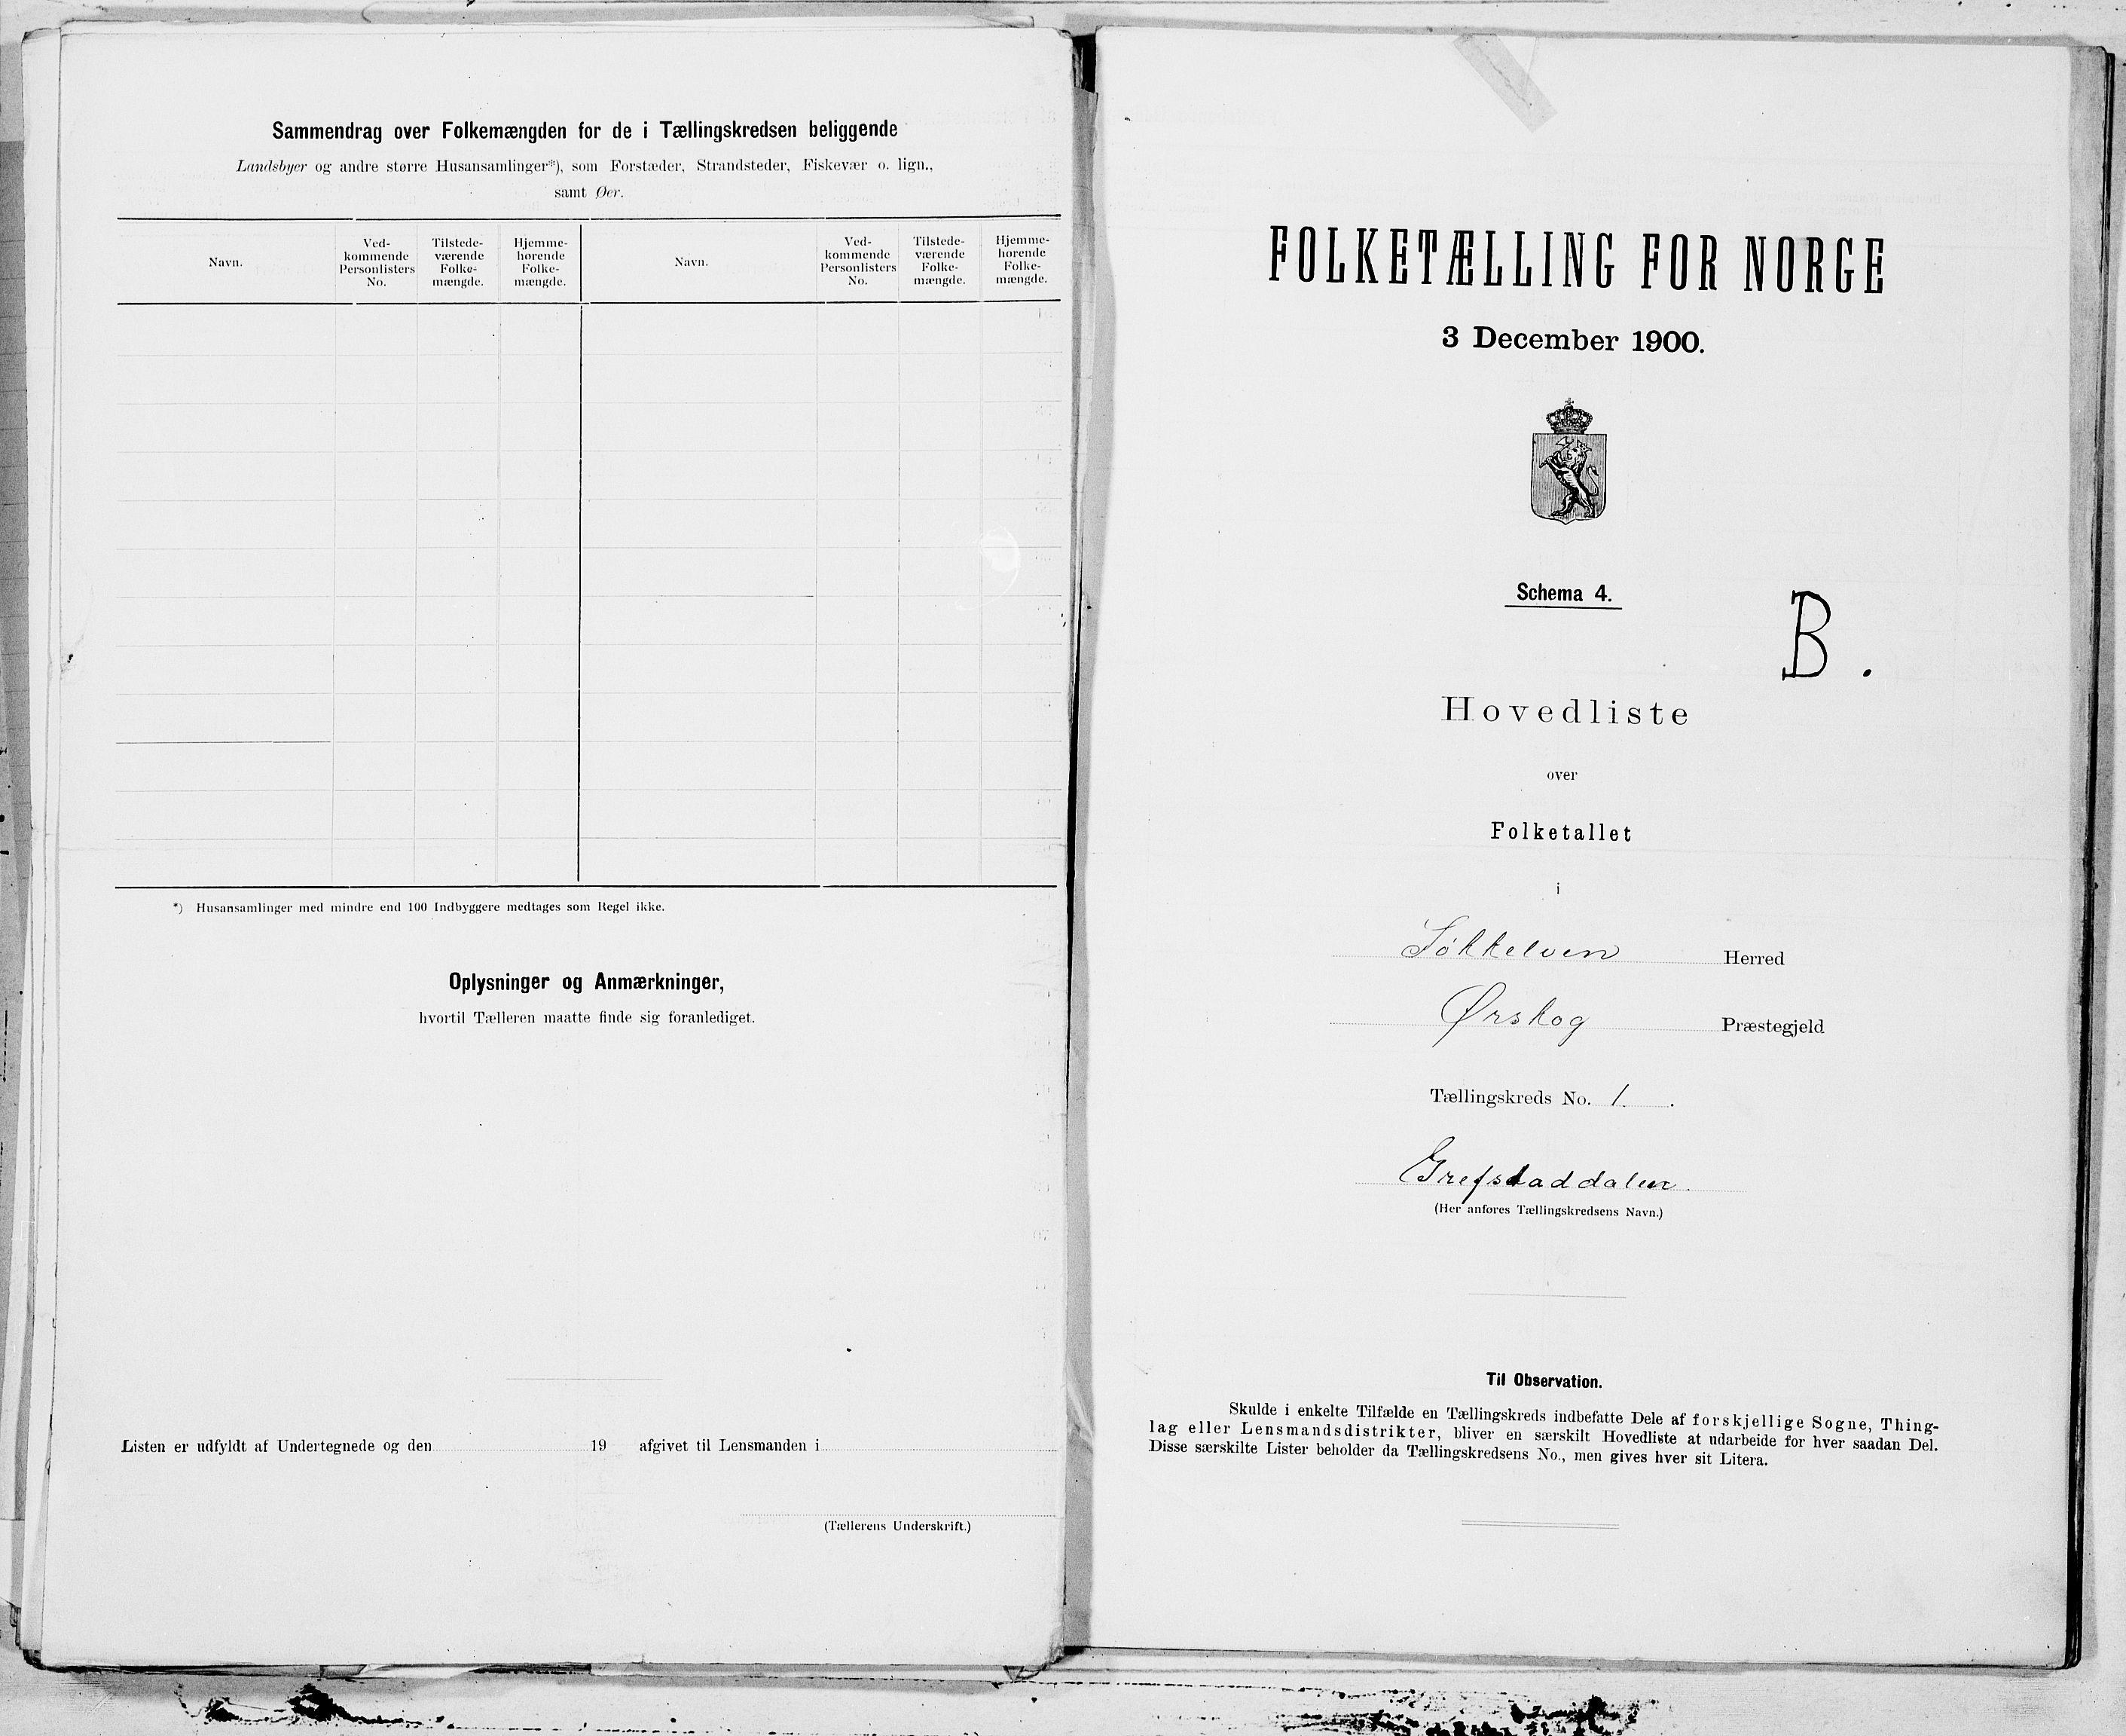 Sammendrag over Folkemængden for de i Tællingskredsen beliggende
Landsbyer og andre større Husansamlinger*), som Forstæder, Strandsteder, Fiskevær o. lign.,
samt Øer.
Navn.
Ved-
kommende
Personlisters
No.
Tilstede-
værende
Folke-
mængde.
Hjemme-
hørende
Folke-
mængde.
Navn.
Ved-
kommende
Personlisters
No.
Tilstede-
værende
Folke-
mængde.
Hjemme-
hørende
Folke-
mængde.
*) Husansamlinger med mindre end 100 Indbyggere medtages som Regel ikke.
Oplysninger og Anmærkninger,
hvortil Tælleren maatte finde sig foranlediget.
Listen er udfyldt af Undertegnede og den 19 afgivet til Lensmanden i
(Tællerens Underskrift.)
FOLKETÆLLING FOR NORGE
3 December 1900.
Schema 4.
B.
Hovedliste
over
Folketallet
i
Søkkelven Herred
Ørskog Præstegjeld
Tællingskreds No. 1.
Grefstaddalen
(Her anføres Tællingskredsens Navn.)
Til Observation.
Skulde i enkelte Tilfælde en Tællingskreds indbefatte Dele af forskjellige Sogne, Thing-
lag eller Lensmandsdistrikter, bliver en særskilt Hovedliste at udarbeide for hver saadan Del.
Disse særskilte Lister beholder da Tællingskredsens No., men gives hver sit Litera.